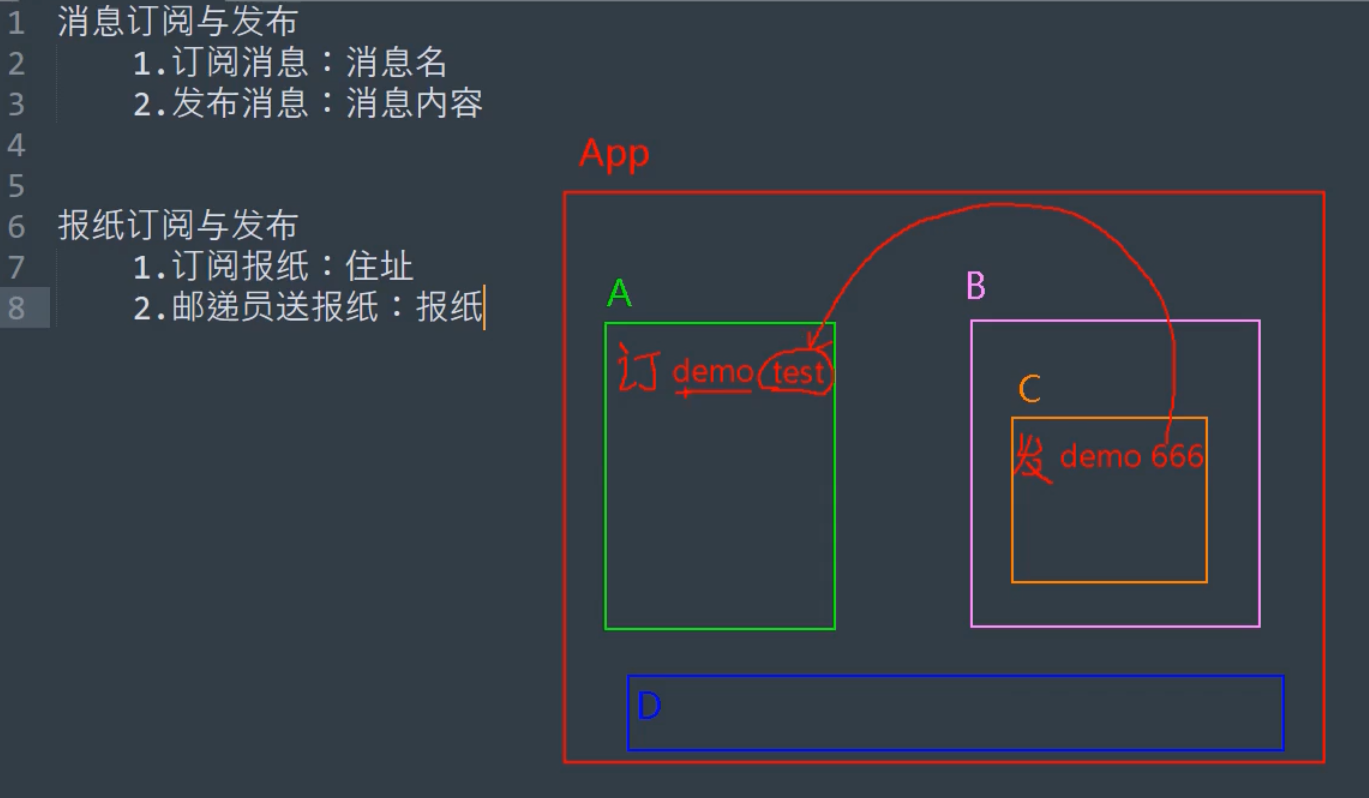 1 消息订阅与发布
2 1.订阅消息：消息名
3 2.发布消息：消息内容
4
5
6 报纸订阅与发布
7 1.订阅报纸：住址
8 2.邮递员送报纸：报纸
App
A
B
订 demo test
C
发 demo 666
D